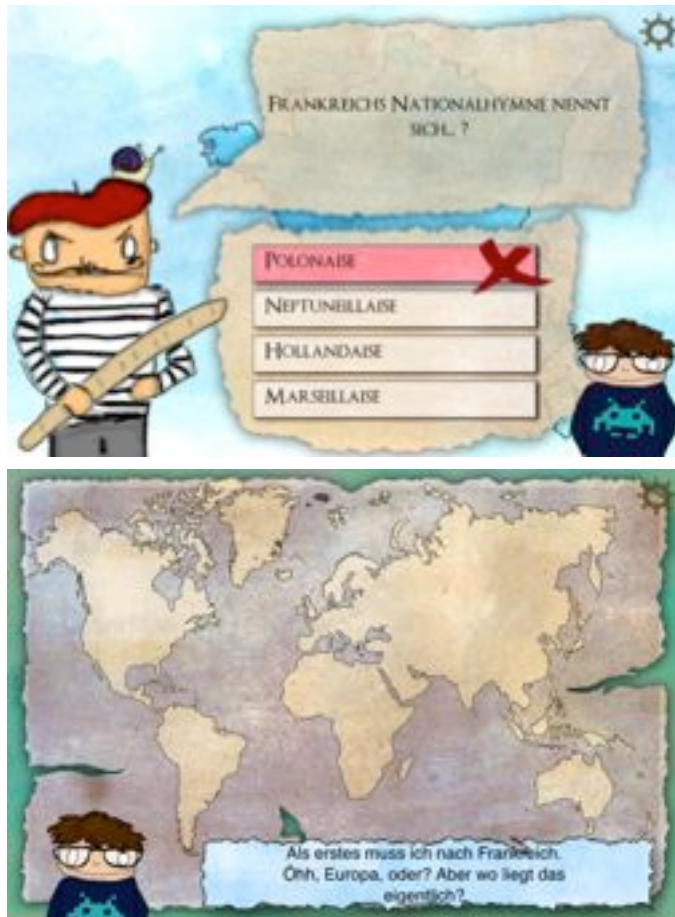 Frankreichs Nationalhymne nennt
sich... ?
Polonaise
Neptuneillaise
Hollandaise
Marseillaise
Als erstes muss ich nach Frankreich.
Öhh, Europa, oder? Aber wo liegt das
eigentlich?